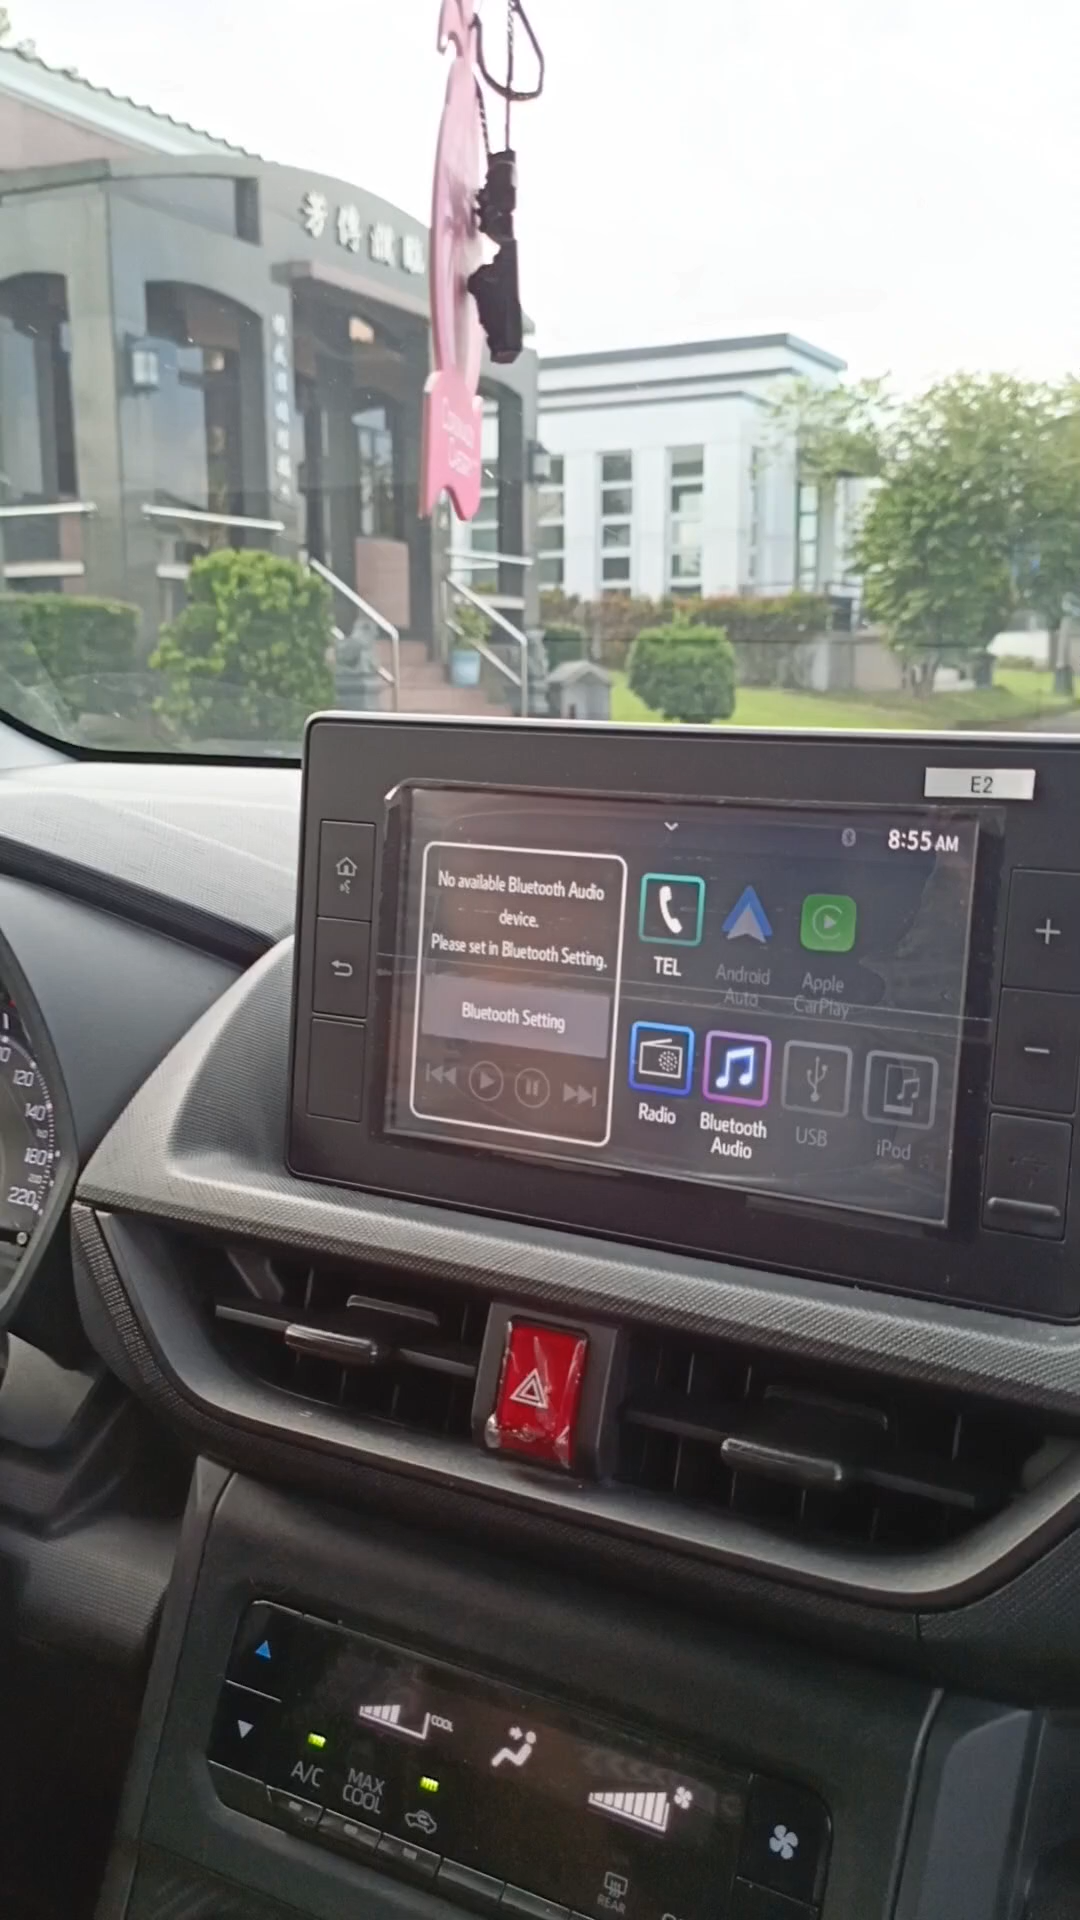 E2
8:55 AM
No available Bluetooth Audio
device.
Please set in Bluetooth Setting.
Bluetooth Setting
TEL
Android
Auto
Apple
CarPlay
Radio
Bluetooth
Audio
USB
iPod
120
140
160
180
220
COOL
A/C
MAX
COOL
REAR